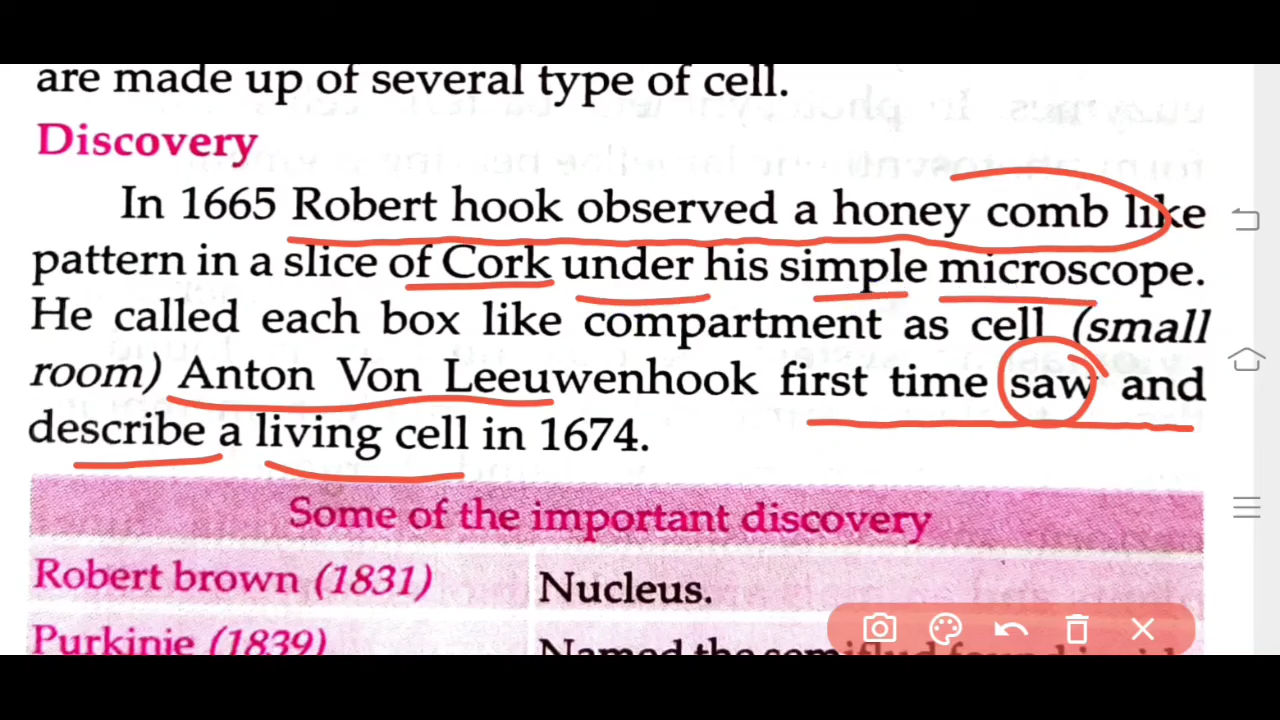 are made up of several type of cell.
Discovery
In 1665 Robert hook observed a honey comb like
pattern in a slice of Cork under his simple microscope.
He called each box like compartment as cell (small
room) Anton Von Leeuwenhook first time saw and
describe a living cell in 1674.
Some of the important discovery
Robert brown (1831)
Nucleus.
Purkinje (1839)
Named the